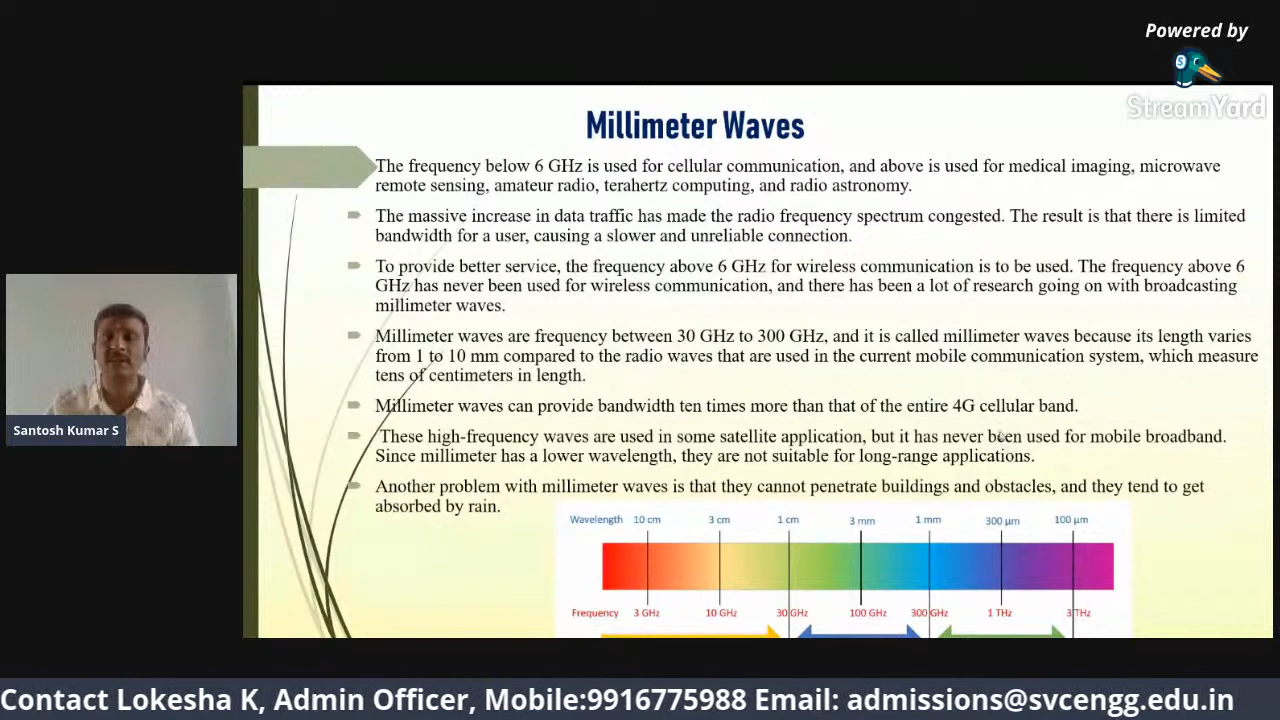 Powered by
StreamYard
Millimeter Waves
The frequency below 6 GHz is used for cellular communication, and above is used for medical imaging, microwave
remote sensing, amateur radio, terahertz computing, and radio astronomy.
The massive increase in data traffic has made the radio frequency spectrum congested. The result is that there is limited
bandwidth for a user, causing a slower and unreliable connection.
To provide better service, the frequency above 6 GHz for wireless communication is to be used. The frequency above 6
GHz has never been used for wireless communication, and there has been a lot of research going on with broadcasting
millimeter waves.
Millimeter waves are frequency between 30 GHz to 300 GHz, and it is called millimeter waves because its length varies
from 1 to 10 mm compared to the radio waves that are used in the current mobile communication system, which measure
tens of centimeters in length.
Millimeter waves can provide bandwidth ten times more than that of the entire 4G cellular band.
These high-frequency waves are used in some satellite application, but it has never been used for mobile broadband.
Since millimeter has a lower wavelength, they are not suitable for long-range applications.
Another problem with millimeter waves is that they cannot penetrate buildings and obstacles, and they tend to get
absorbed by rain.
Wavelength 10 cm 3 cm 1 cm 3 mm 1 mm 300 µm 100 µm
Frequency 3 GHz 10 GHz 30 GHz 100 GHz 300 GHz 1 THz 3 THz
Santosh Kumar S
Contact Lokesha K, Admin Officer, Mobile:9916775988 Email: admissions@svcengg.edu.in